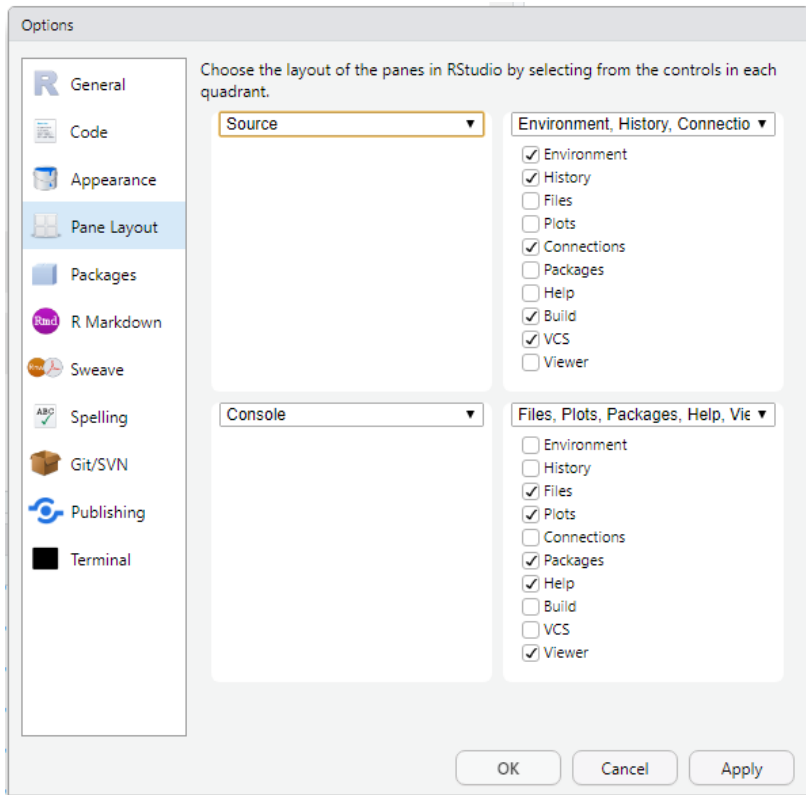 Options
General
Code
Appearance
Pane Layout
Packages
Rmd R Markdown
Sweave
ABC Spelling
Git/SVN
Publishing
Terminal
Choose the layout of the panes in RStudio by selecting from the controls in each
quadrant.
Source
Environment, History, Connectio
Environment
History
Files
Plots
Connections
Packages
Help
Build
VCS
Viewer
Console
Files, Plots, Packages, Help, Vie
Environment
History
Files
Plots
Connections
Packages
Help
Build
VCS
Viewer
OK
Cancel
Apply